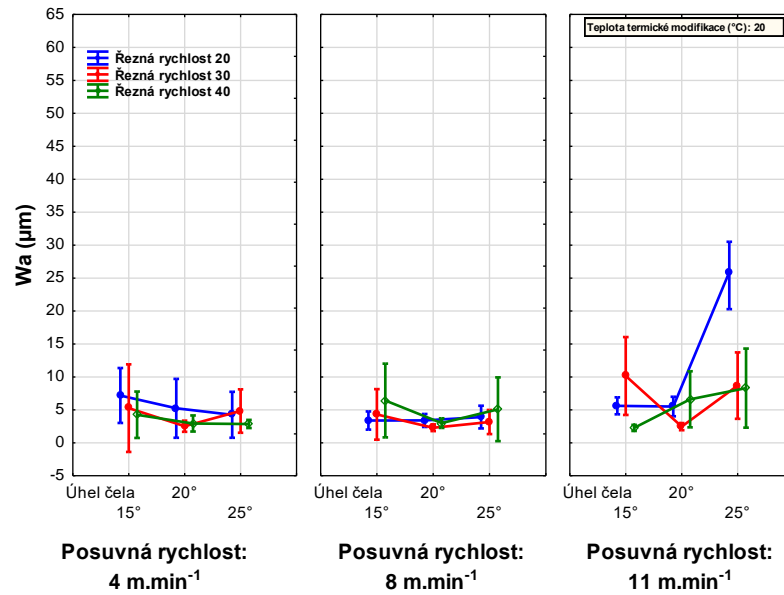 65
60
55
50
45
40
35
30
25
20
15
10
5
0
-5
Wa (µm)
Řezná rychlost 20
Řezná rychlost 30
Řezná rychlost 40
Teplota termické modifikace (°C): 20
Úhel čela 20°
15° 25°
Úhel čela 20°
15° 25°
Úhel čela 20°
15° 25°
Posuvná rychlost:
4 m.min⁻¹
Posuvná rychlost:
8 m.min⁻¹
Posuvná rychlost:
11 m.min⁻¹